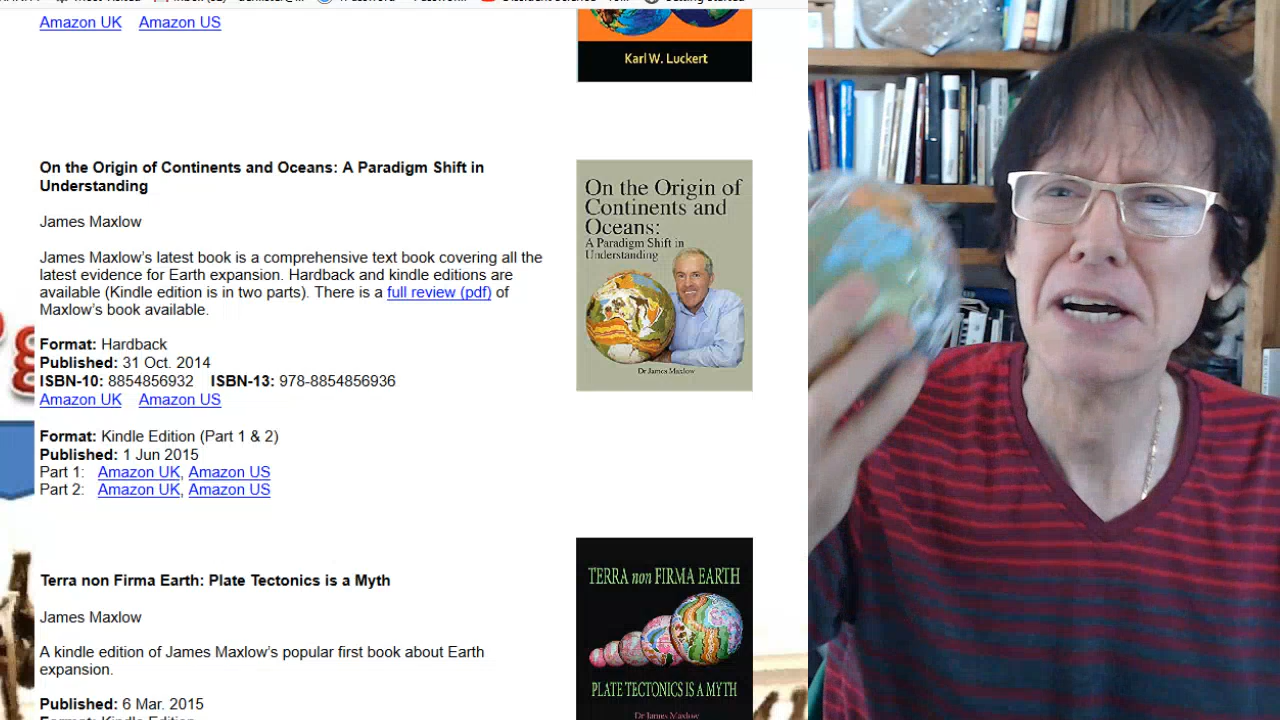 Amazon UK Amazon US
Karl W. Luckert
On the Origin of Continents and Oceans: A Paradigm Shift in
Understanding
James Maxlow
James Maxlow's latest book is a comprehensive text book covering all the
latest evidence for Earth expansion. Hardback and kindle editions are
available (Kindle edition is in two parts). There is a full review (pdf) of
Maxlow's book available.
Format: Hardback
Published: 31 Oct. 2014
ISBN-10: 8854856932 ISBN-13: 978-8854856936
Amazon UK Amazon US
Format: Kindle Edition (Part 1 & 2)
Published: 1 Jun 2015
Part 1: Amazon UK, Amazon US
Part 2: Amazon UK, Amazon US
On the Origin of
Continents and
Oceans:
A Paradigm Shift in
Understanding
Dr James Maxlow
Terra non Firma Earth: Plate Tectonics is a Myth
James Maxlow
A kindle edition of James Maxlow's popular first book about Earth
expansion.
Published: 6 Mar. 2015
Format: Kindle Edition
TERRA non FIRMA EARTH
PLATE TECTONICS IS A MYTH
Dr James Maxlow